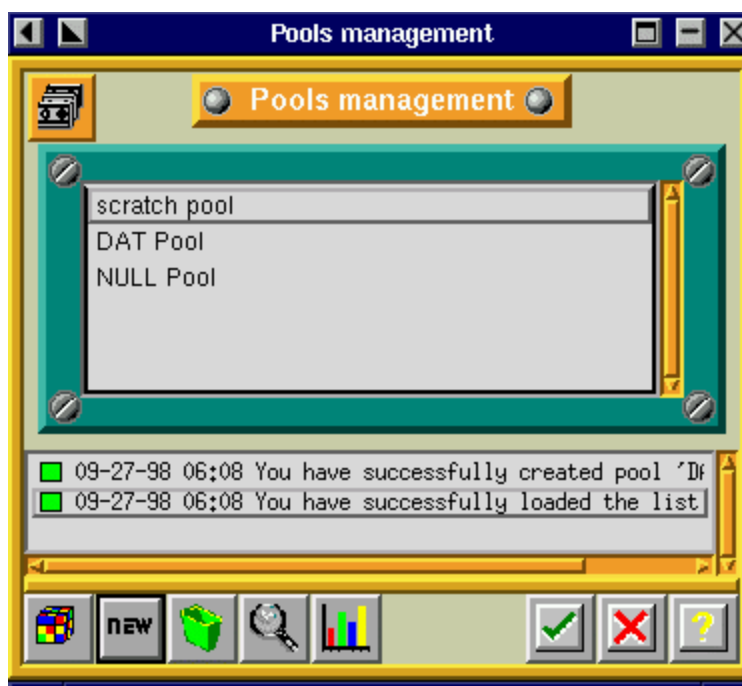 Pools management
Pools management
scratch pool
DAT Pool
NULL Pool
09-27-98 06:08 You have successfully created pool 'DA
09-27-98 06:08 You have successfully loaded the list
new
?